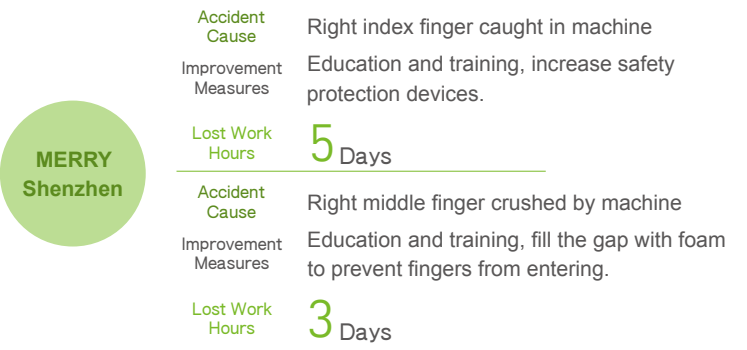 MERRY
Shenzhen
Accident
Cause
Right index finger caught in machine
Improvement
Measures
Education and training, increase safety
protection devices.
Lost Work
Hours
5 Days
Accident
Cause
Right middle finger crushed by machine
Improvement
Measures
Education and training, fill the gap with foam
to prevent fingers from entering.
Lost Work
Hours
3 Days